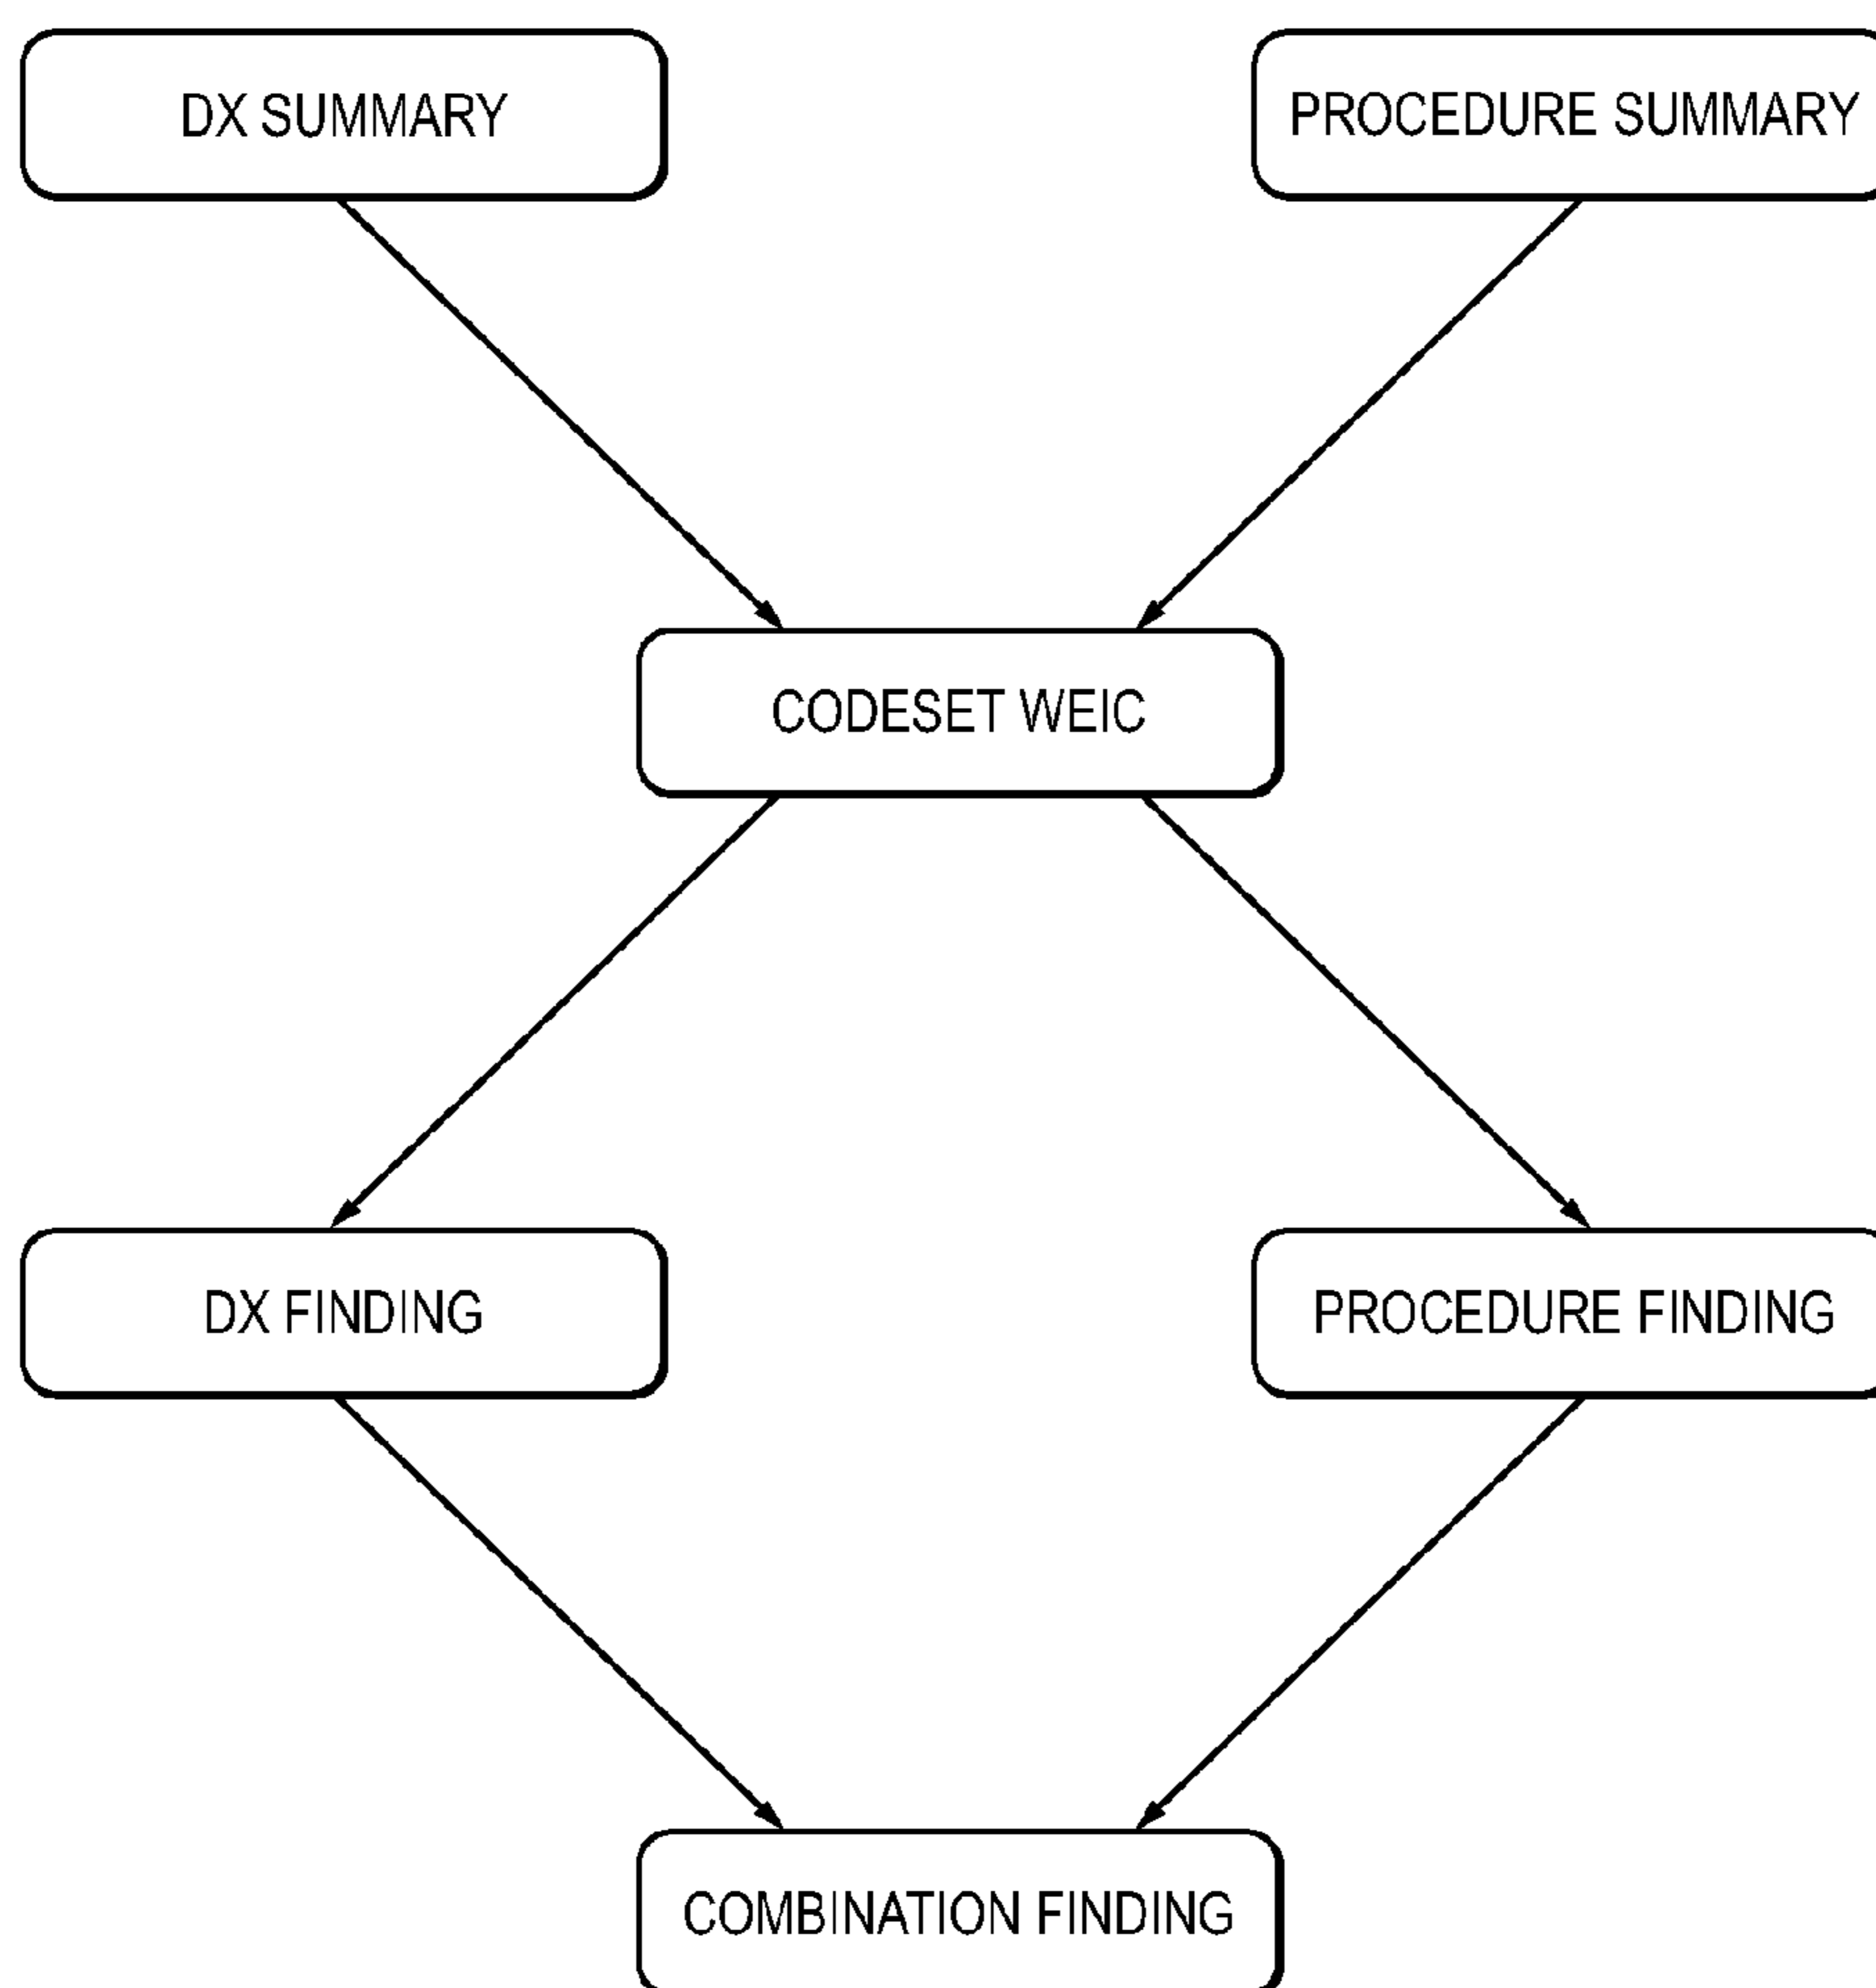 DX SUMMARY
PROCEDURE SUMMARY
CODESET WEIC
DX FINDING
PROCEDURE FINDING
COMBINATION FINDING